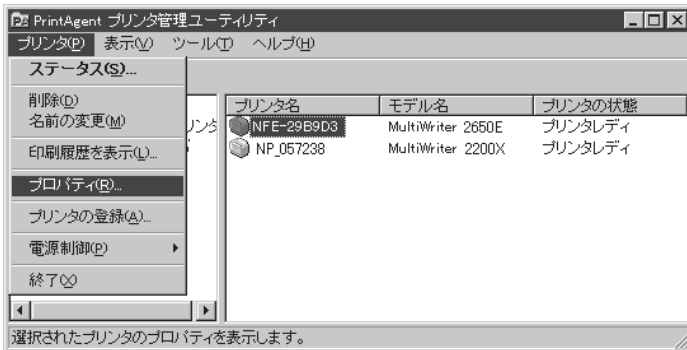 PrintAgent プリンタ管理ユーティリティ
プリンタ(P) 表示(V) ツール(T) ヘルプ(H)
ステータス(S)...
削除(D)
名前の変更(M)
印刷履歴を表示(L)...
プロパティ(R)...
プリンタの登録(A)...
電源制御(P)
終了(X)
リンタ
プリンタ名 モデル名 プリンタの状態
NFE-29B9D3 MultiWriter 2650E プリンタレディ
NP_057238 MultiWriter 2200X プリンタレディ
選択されたプリンタのプロパティを表示します。